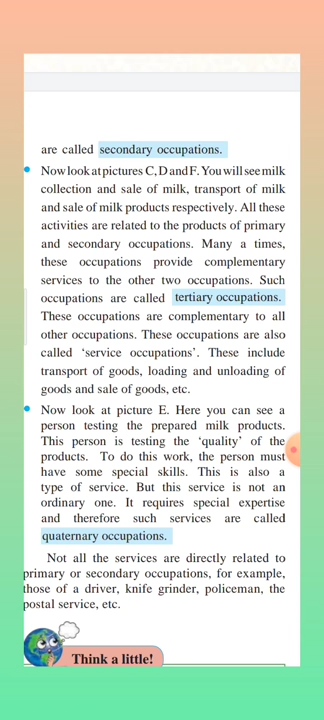 are called secondary occupations.
Now look at pictures C, D and F. You will see milk
collection and sale of milk, transport of milk
and sale of milk products respectively. All these
activities are related to the products of primary
and secondary occupations. Many a times,
these occupations provide complementary
services to the other two occupations. Such
occupations are called tertiary occupations.
These occupations are complementary to all
other occupations. These occupations are also
called ‘service occupations’. These include
transport of goods, loading and unloading of
goods and sale of goods, etc.
Now look at picture E. Here you can see a
person testing the prepared milk products.
This person is testing the ‘quality’ of the
products. To do this work, the person must
have some special skills. This is also a
type of service. But this service is not an
ordinary one. It requires special expertise
and therefore such services are called
quaternary occupations.
Not all the services are directly related to
primary or secondary occupations, for example,
those of a driver, knife grinder, policeman, the
postal service, etc.
Think a little!